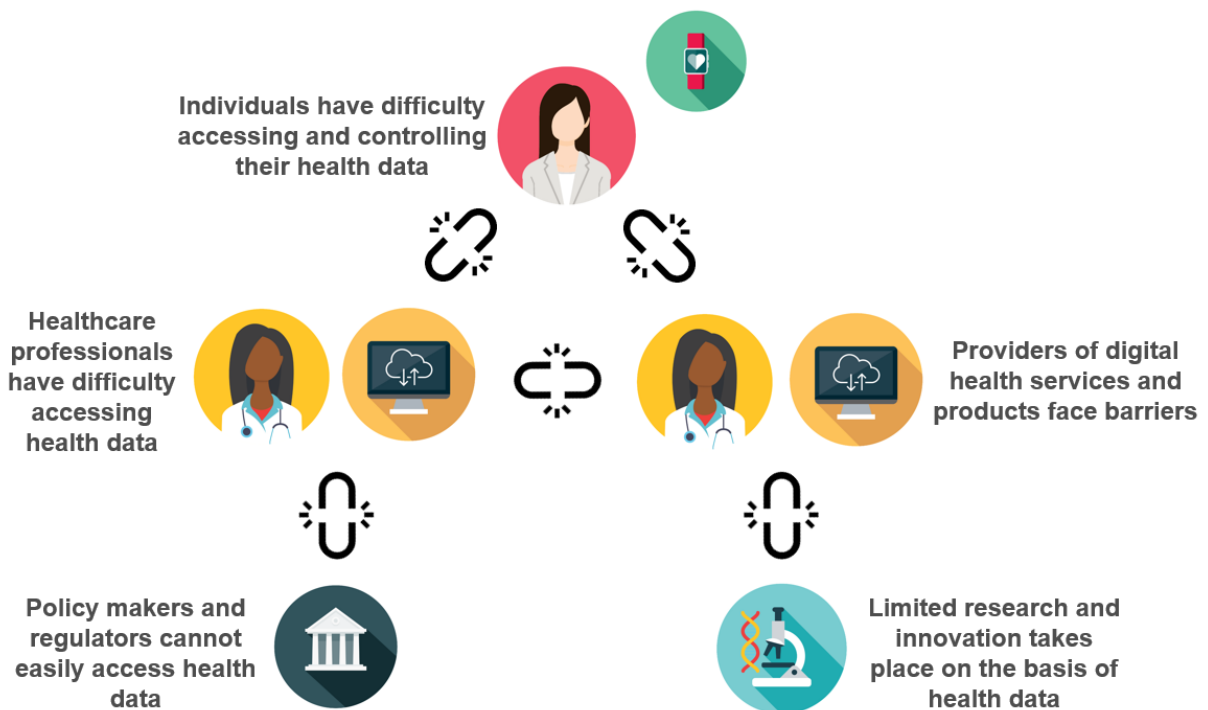 Individuals have difficulty
accessing and controlling
their health data
Healthcare
professionals
have difficulty
accessing
health data
Providers of digital
health services and
products face barriers
Policy makers and
regulators cannot
easily access health
data
Limited research and
innovation takes
place on the basis of
health data